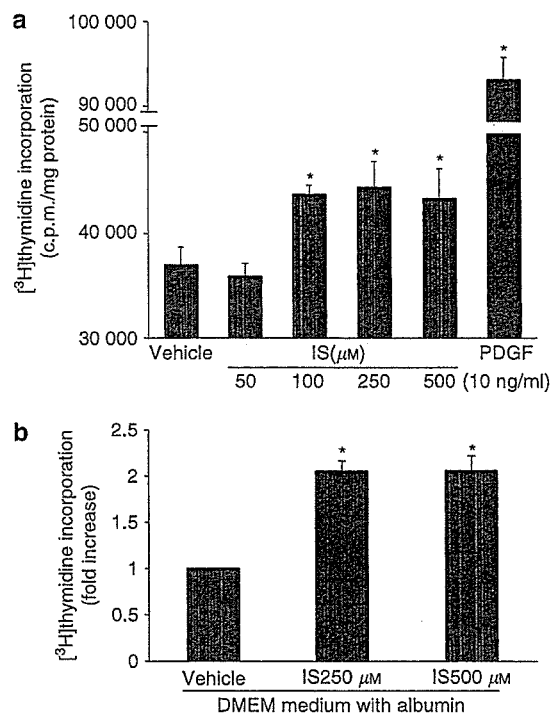 a
100 000
90 000
50 000
40 000
30 000
[³H]thymidine incorporation
(c.p.m./mg protein)
*
*
*
*
Vehicle
IS(μM)
PDGF
50
100
250
500
(10 ng/ml)
b
2.5
2
1.5
1
0.5
0
[³H]thymidine incorporation
(fold increase)
*
*
Vehicle
IS250 μM
IS500 μM
DMEM medium with albumin